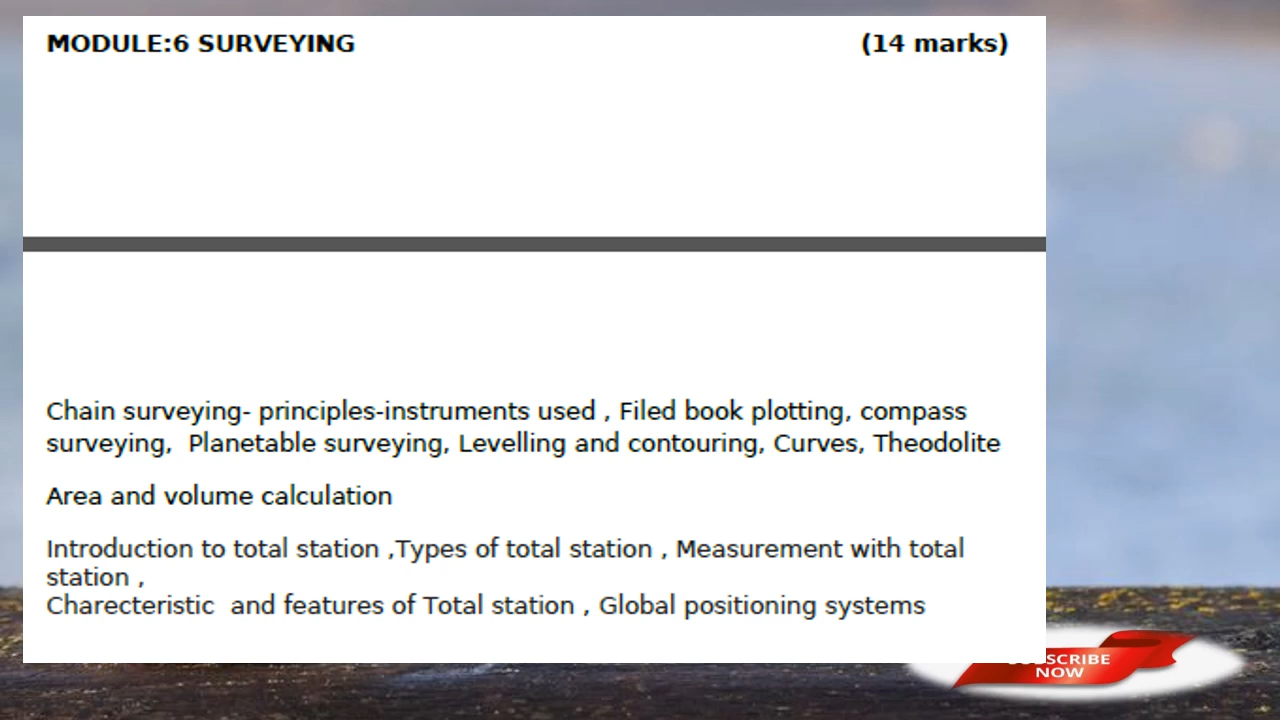 MODULE:6 SURVEYING (14 marks)
Chain surveying- principles-instruments used , Filed book plotting, compass
surveying,  Planetable surveying, Levelling and contouring, Curves, Theodolite
Area and volume calculation
Introduction to total station ,Types of total station , Measurement with total
station ,
Charecteristic  and features of Total station , Global positioning systems
NOW